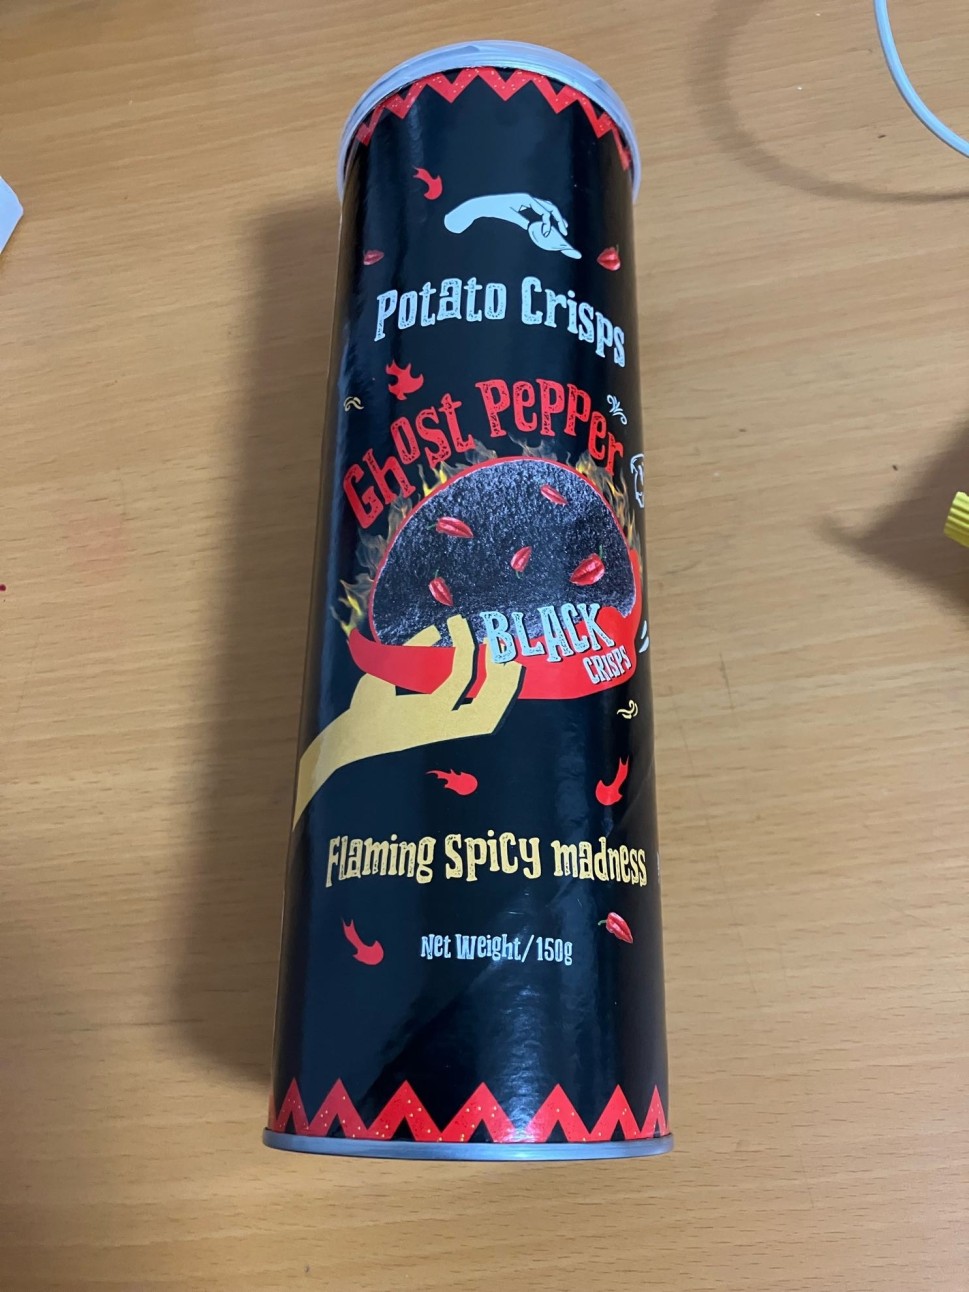 Potato Crisps
Ghost Pepper
BLACK
CRISPS
Flaming Spicy madness
Net Weight/150g